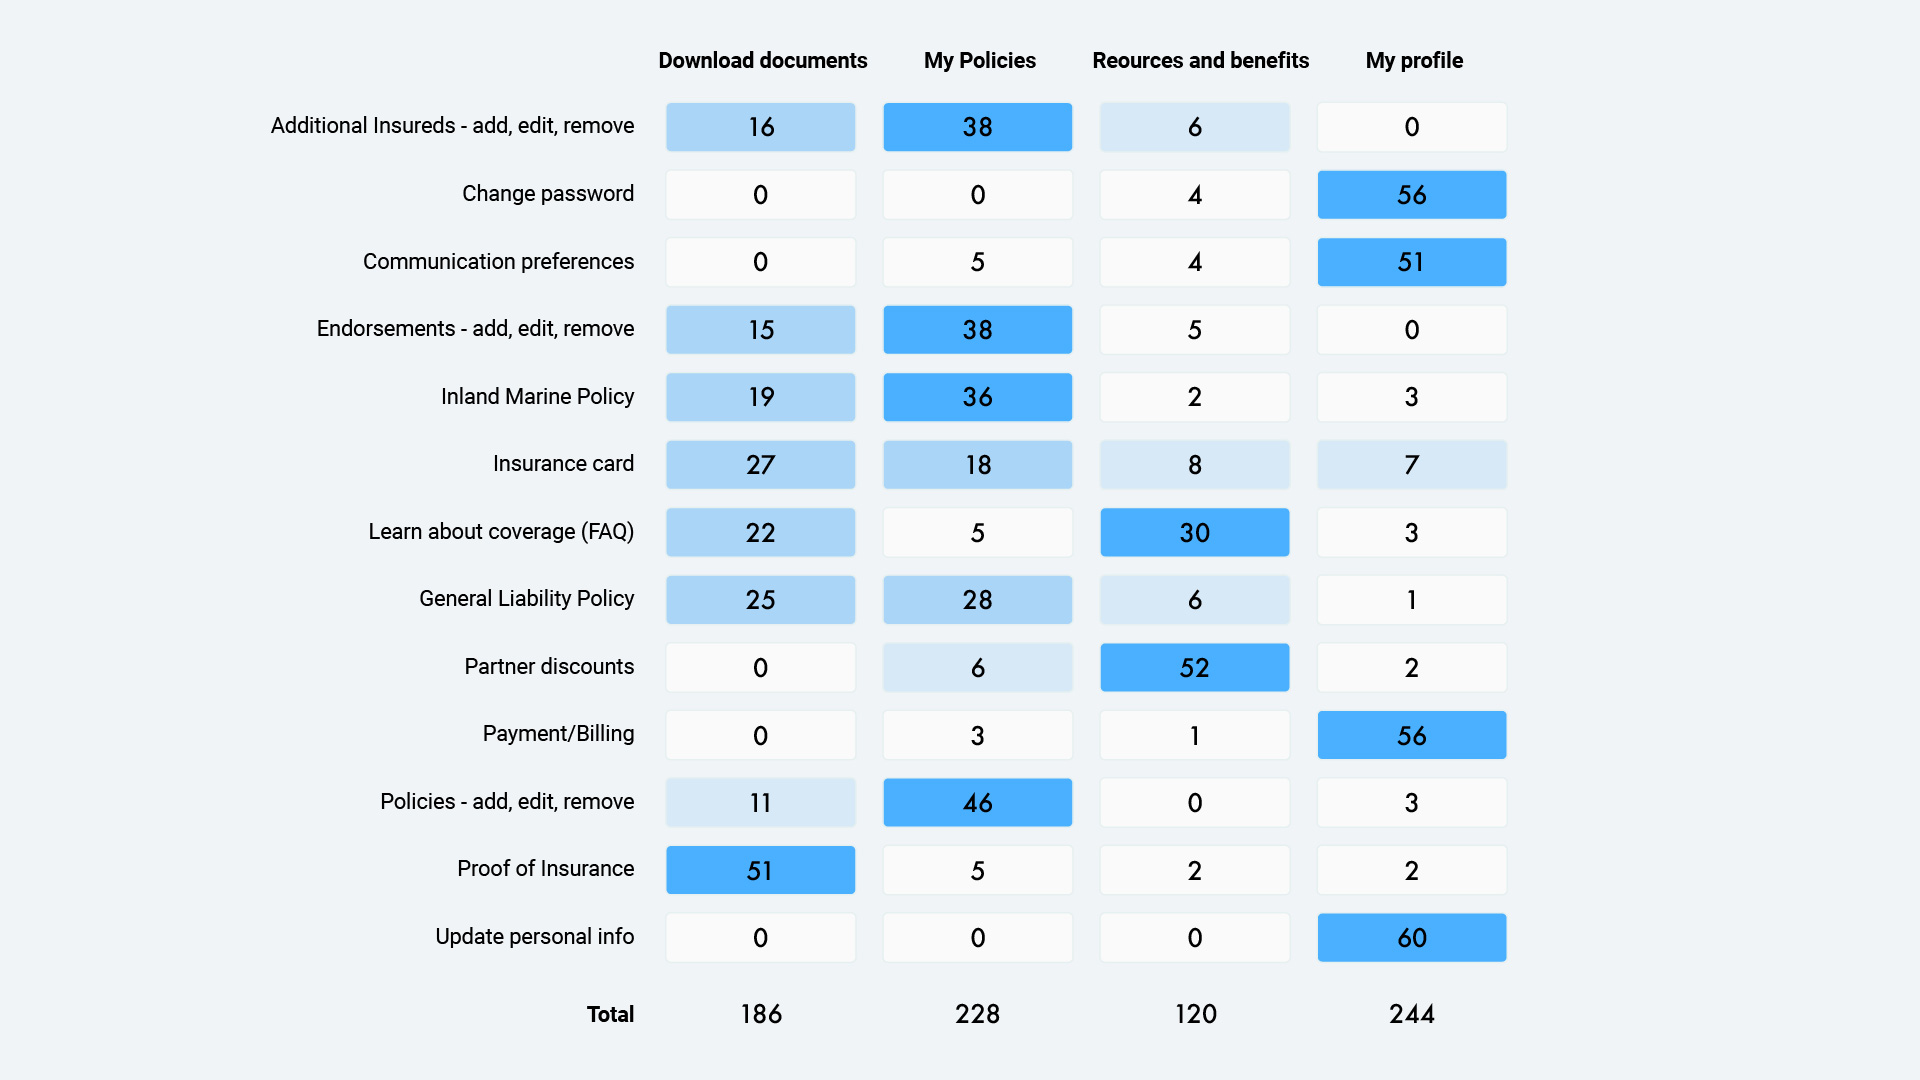 Download documents My Policies Reources and benefits My profile
Additional Insureds - add, edit, remove 16 38 6 0
Change password 0 0 4 56
Communication preferences 0 5 4 51
Endorsements - add, edit, remove 15 38 5 0
Inland Marine Policy 19 36 2 3
Insurance card 27 18 8 7
Learn about coverage (FAQ) 22 5 30 3
General Liability Policy 25 28 6 1
Partner discounts 0 6 52 2
Payment/Billing 0 3 1 56
Policies - add, edit, remove 11 46 0 3
Proof of Insurance 51 5 2 2
Update personal info 0 0 0 60
Total 186 228 120 244